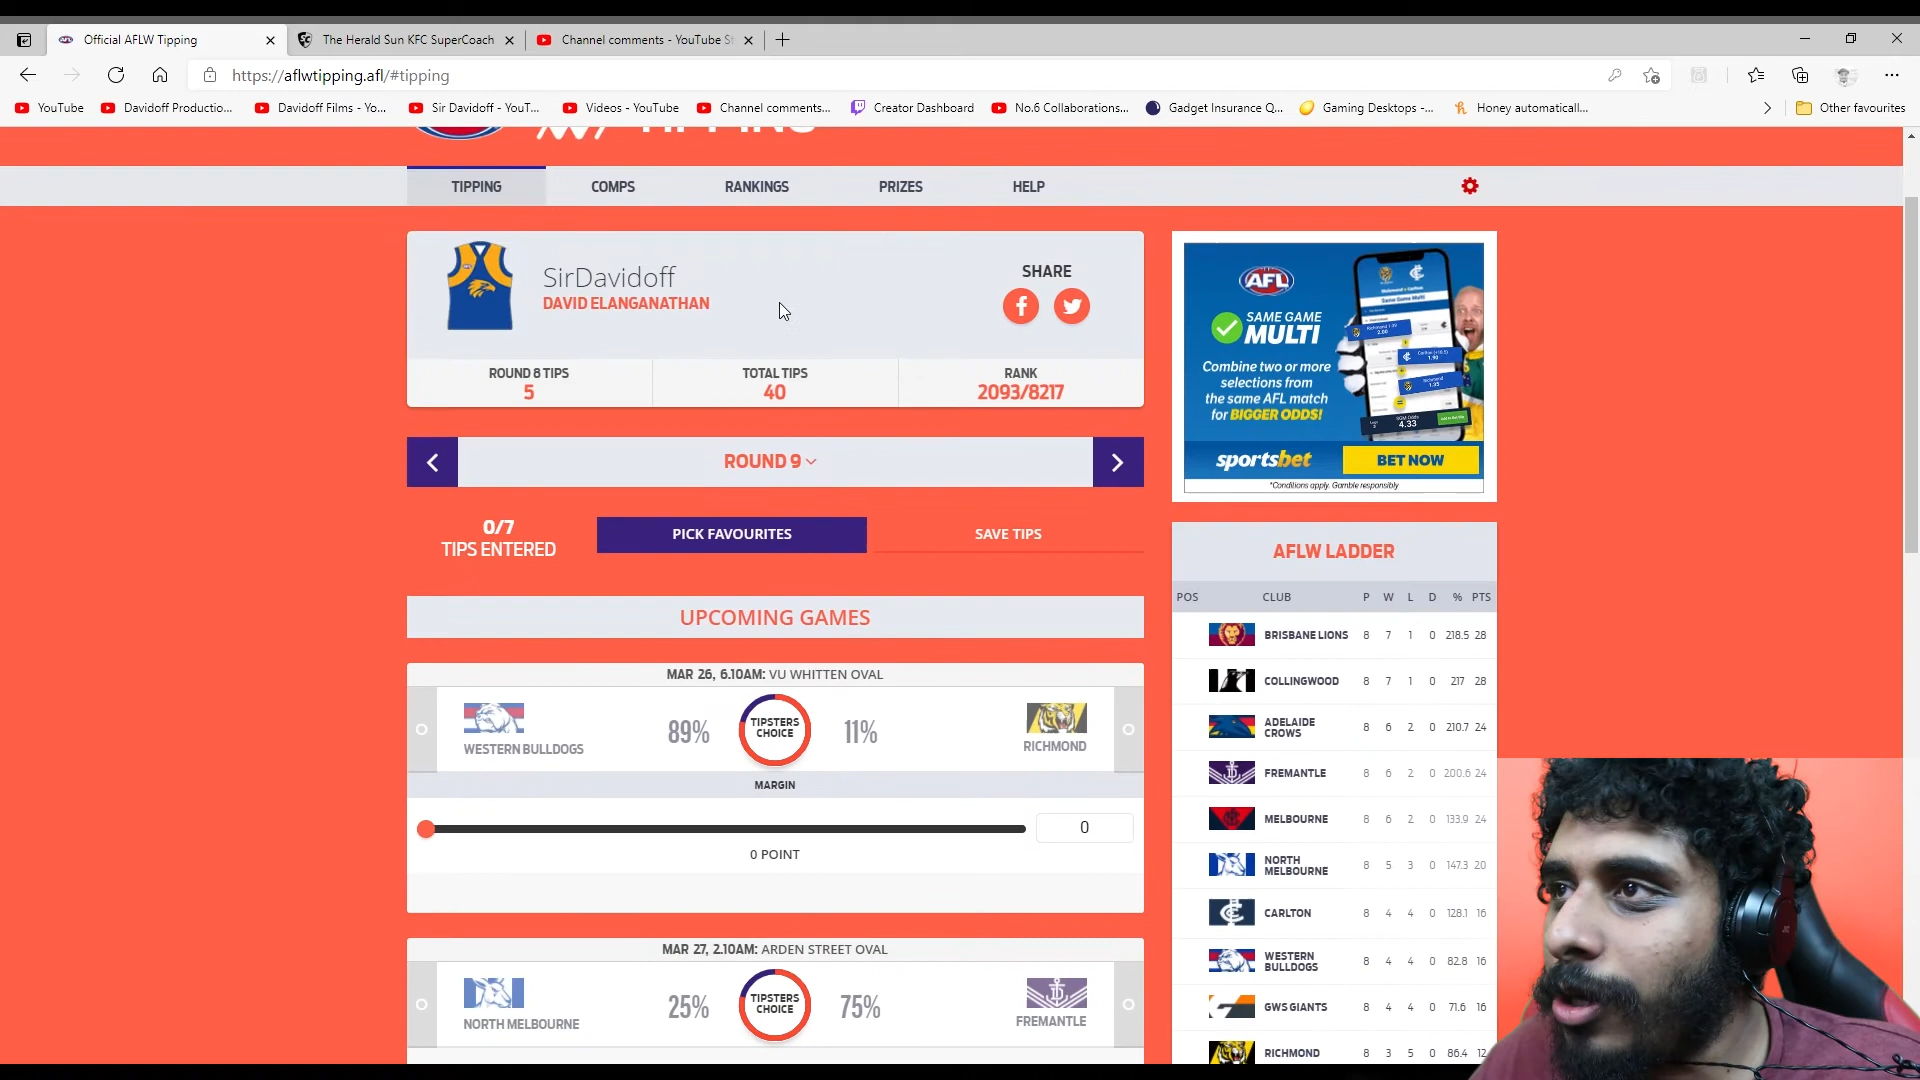 Official AFLW Tipping
The Herald Sun KFC SuperCoach
Channel comments - YouTube St
https://aflwtipping.afl/#tipping
YouTube
Davidoff Productio...
Davidoff Films - Yo...
Sir Davidoff - YouT...
Videos - YouTube
Channel comments...
Creator Dashboard
No.6 Collaborations...
Gadget Insurance Q...
Gaming Desktops -...
Honey automaticall...
Other favourites
TIPPING
COMPS
RANKINGS
PRIZES
HELP
SirDavidoff
DAVID ELANGANATHAN
SHARE
ROUND 8 TIPS
5
TOTAL TIPS
40
RANK
2093/8217
ROUND 9
0/7
TIPS ENTERED
PICK FAVOURITES
SAVE TIPS
UPCOMING GAMES
MAR 26, 6.10AM: VU WHITTEN OVAL
WESTERN BULLDOGS
89%
TIPSTERS
CHOICE
11%
RICHMOND
MARGIN
0
0 POINT
MAR 27, 2.10AM: ARDEN STREET OVAL
NORTH MELBOURNE
25%
TIPSTERS
CHOICE
75%
FREMANTLE
AFL
SAME GAME
MULTI
Combine two or more
selections from
the same AFL match
for BIGGER ODDS!
4.33
sportsbet
BET NOW
*Conditions apply. Gamble responsibly
AFLW LADDER
POS CLUB P W L D % PTS
BRISBANE LIONS 8 7 1 0 218.5 28
COLLINGWOOD 8 7 1 0 217 28
ADELAIDE
CROWS 8 6 2 0 210.7 24
FREMANTLE 8 6 2 0 200.6 24
MELBOURNE 8 6 2 0 133.9 24
NORTH
MELBOURNE 8 5 3 0 147.3 20
CARLTON 8 4 4 0 128.1 16
WESTERN
BULLDOGS 8 4 4 0 82.8 16
GWS GIANTS 8 4 4 0 71.6 16
RICHMOND 8 3 5 0 86.4 12